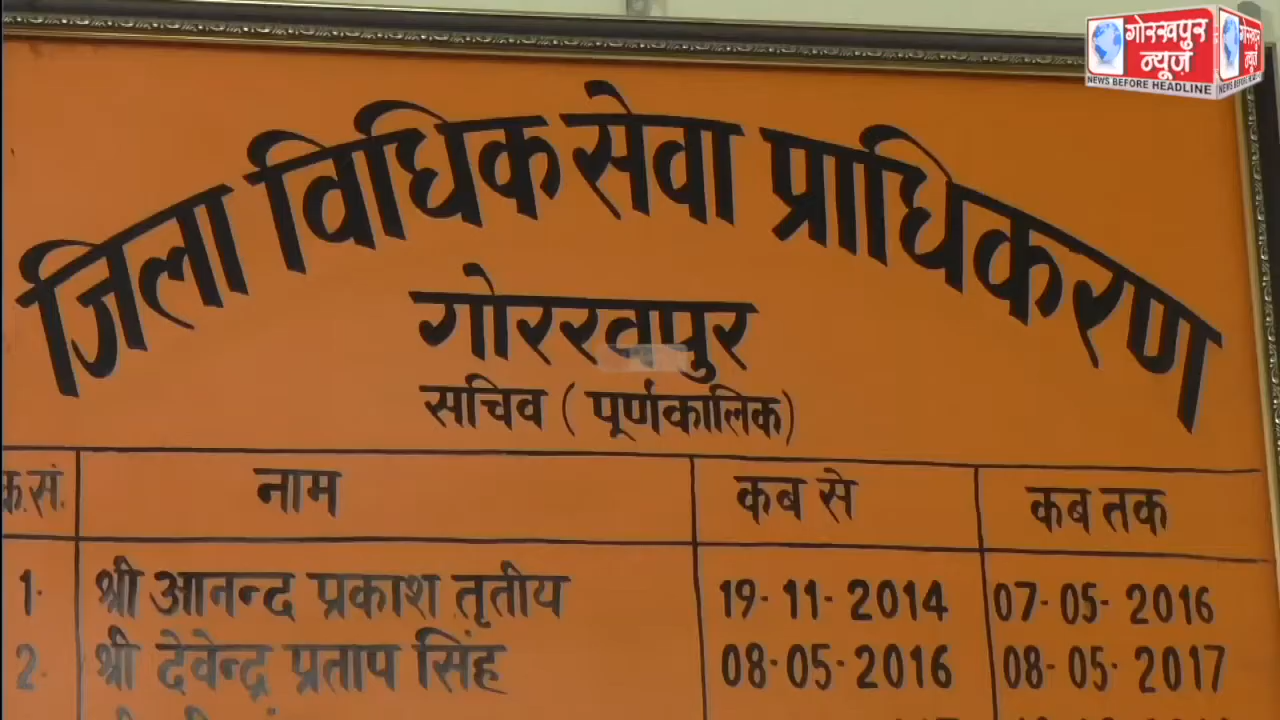 गोरखपुर
न्यूज़
NEWS BEFORE HEADLINE
जिला विधिक सेवा प्राधिकरण
गोरखपुर
सचिव ( पूर्णकालिक)
क्र.सं. नाम कब से कब तक
1. श्री आनन्द प्रकाश तृतीय 19-11-2014 07-05-2016
2. श्री देवेन्द्र प्रताप सिंह 08-05-2016 08-05-2017